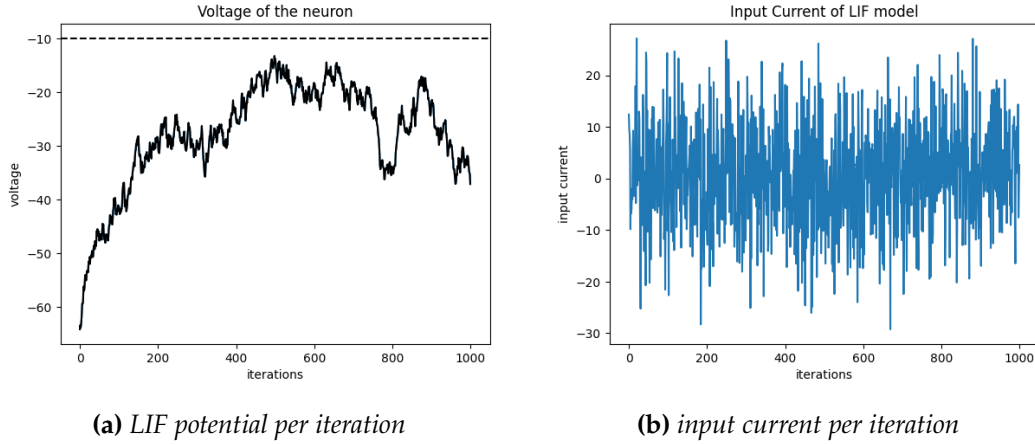 Voltage of the neuron
voltage
−10
−20
−30
−40
−50
−60
0 200 400 600 800 1000
iterations
(a) LIF potential per iteration
Input Current of LIF model
input current
20
10
0
−10
−20
−30
0 200 400 600 800 1000
iterations
(b) input current per iteration